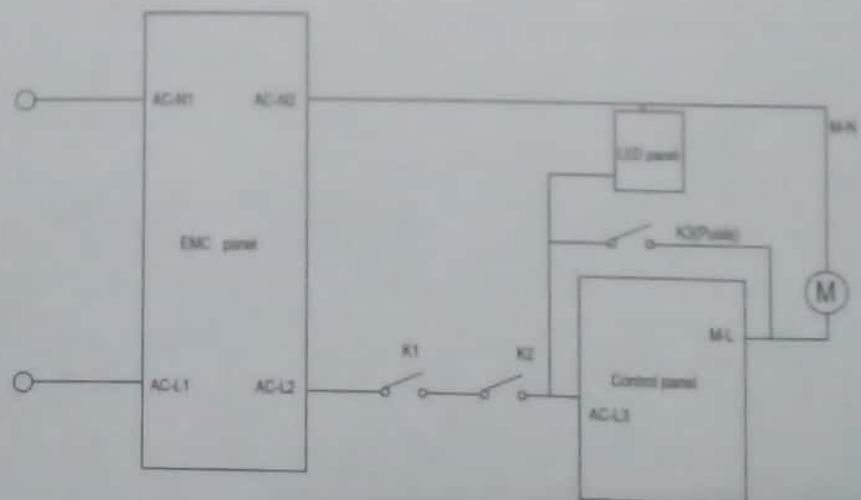 AC-N1
AC-N2
M-N
LED panel
K3(Pusle)
EMC panel
M
K1
K2
M-L
Control panel
AC-L1
AC-L2
AC-L3